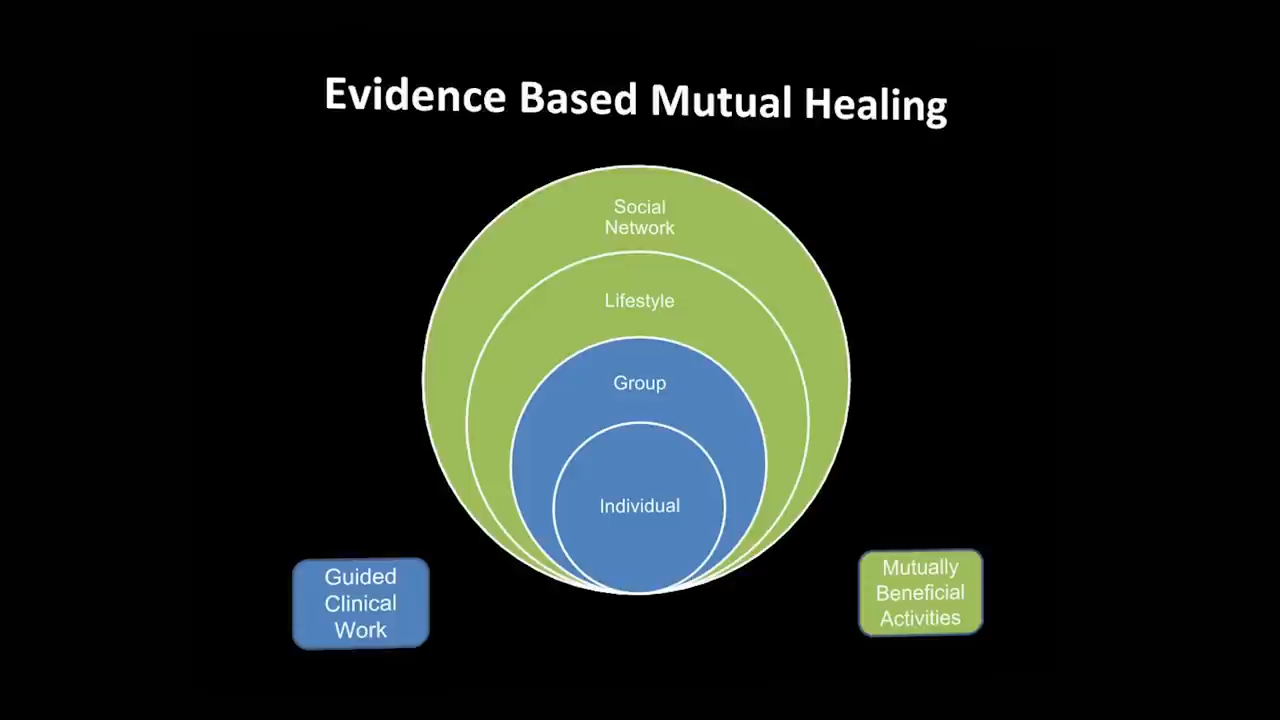 Evidence Based Mutual Healing
Social
Network
Lifestyle
Group
Individual
Guided
Clinical
Work
Mutually
Beneficial
Activities